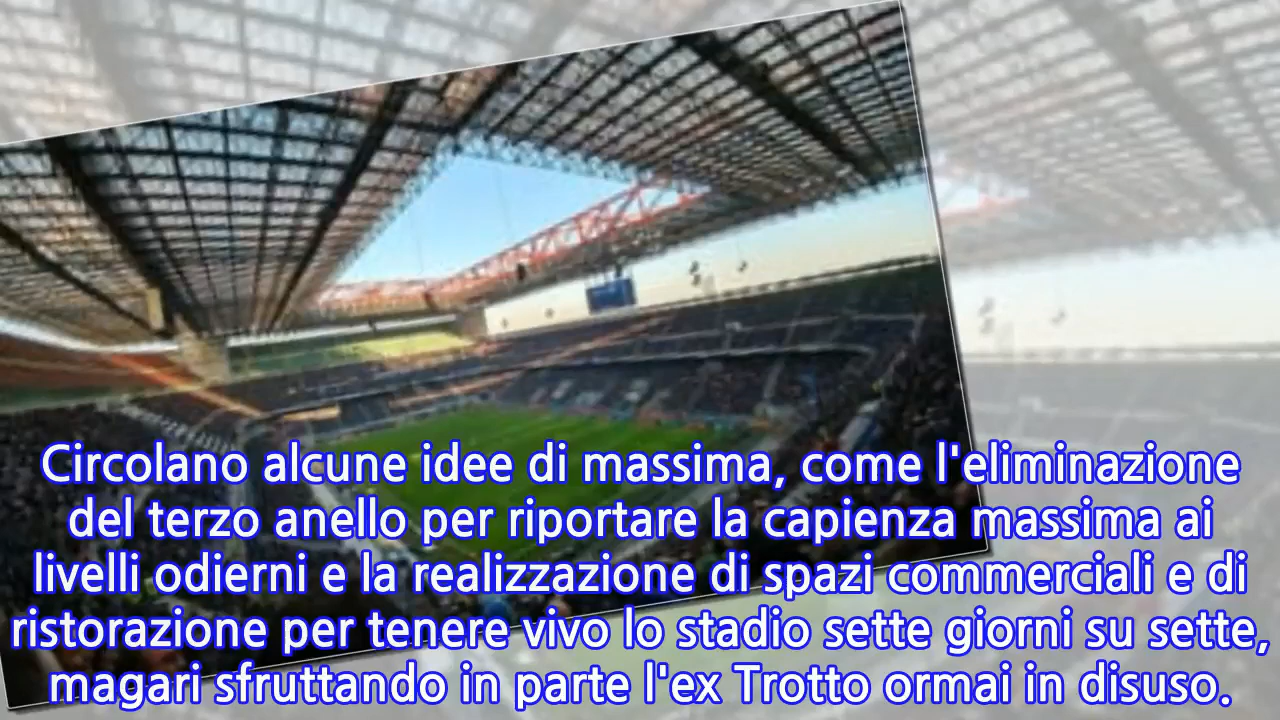 Circolano alcune idee di massima, come l'eliminazione
del terzo anello per riportare la capienza massima ai
livelli odierni e la realizzazione di spazi commerciali e di
ristorazione per tenere vivo lo stadio sette giorni su sette,
magari sfruttando in parte l'ex Trotto ormai in disuso.